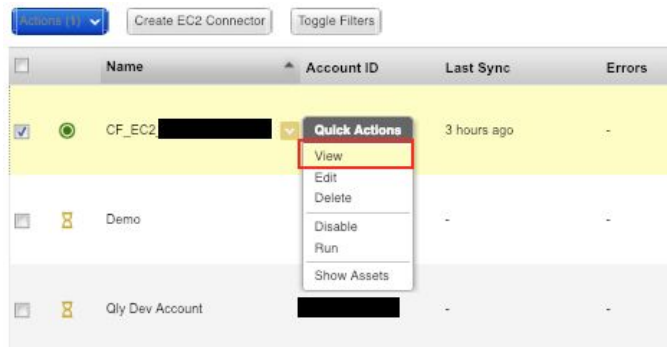 Actions (1) Create EC2 Connector Toggle Filters
Name Account ID Last Sync Errors
CF_EC2_ Quick Actions 3 hours ago -
View
Edit
Delete
Demo Disable - -
Run
Show Assets
Qly Dev Account - -